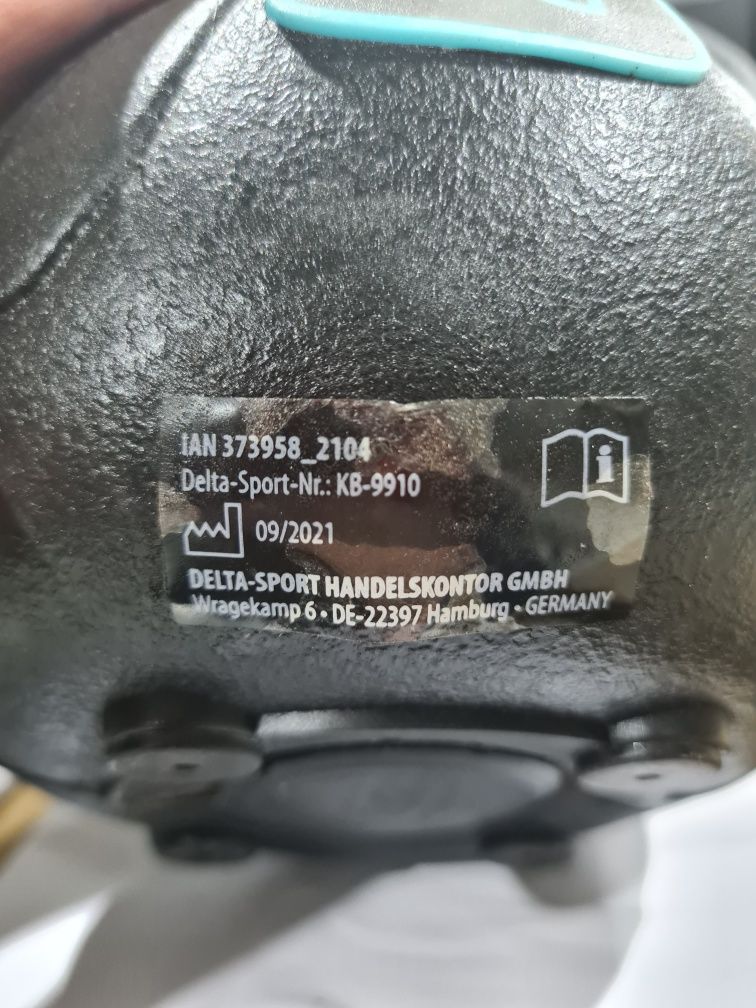 IAN 373958_2104
Delta-Sport-Nr.: KB-9910
09/2021
DELTA-SPORT HANDELSKONTOR GMBH
Wragekamp 6 • DE-22397 Hamburg • GERMANY